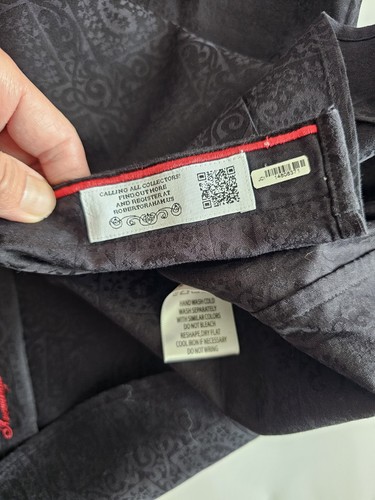 CALLING ALL COLLECTORS!
FIND OUT MORE
AND REGISTER AT
ROBERTGRAHAM.US
HAND WASH COLD
WASH SEPARATELY
WITH SIMILAR COLORS
DO NOT BLEACH
RESHAPE, DRY FLAT
COOL IRON IF NECESSARY
DO NOT WRING